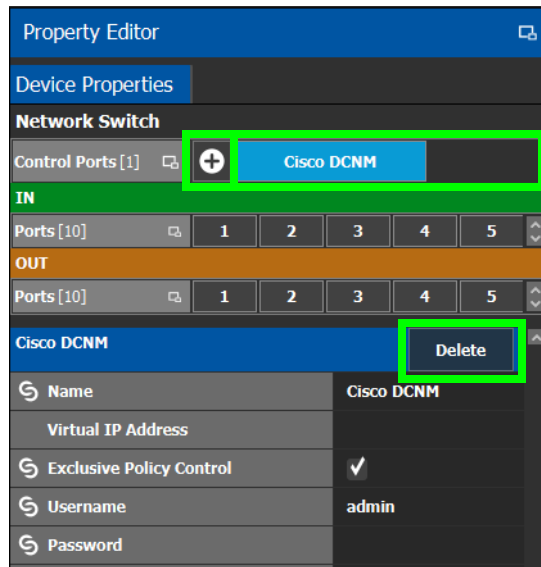 Property Editor
Device Properties
Network Switch
Control Ports [1] Cisco DCNM
IN
Ports [10] 1 2 3 4 5
OUT
Ports [10] 1 2 3 4 5
Cisco DCNM Delete
Name Cisco DCNM
Virtual IP Address
Exclusive Policy Control
Username admin
Password